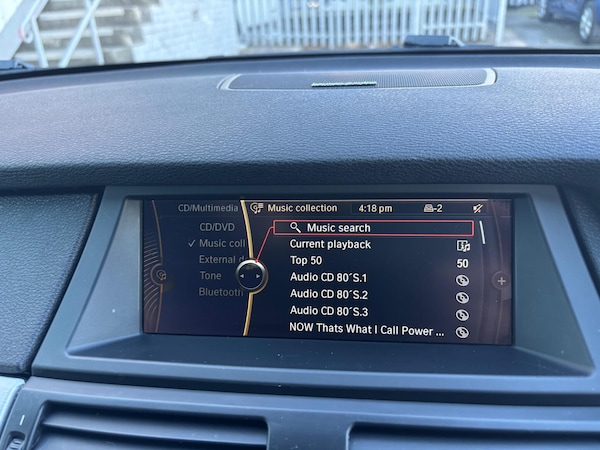 CD/Multimedia
Music collection 4:18 pm -2
CD/DVD
Music coll
External d
Tone
Bluetooth
Music search
Current playback
Top 50 50
Audio CD 80´S.1
Audio CD 80´S.2
Audio CD 80´S.3
NOW Thats What I Call Power ...